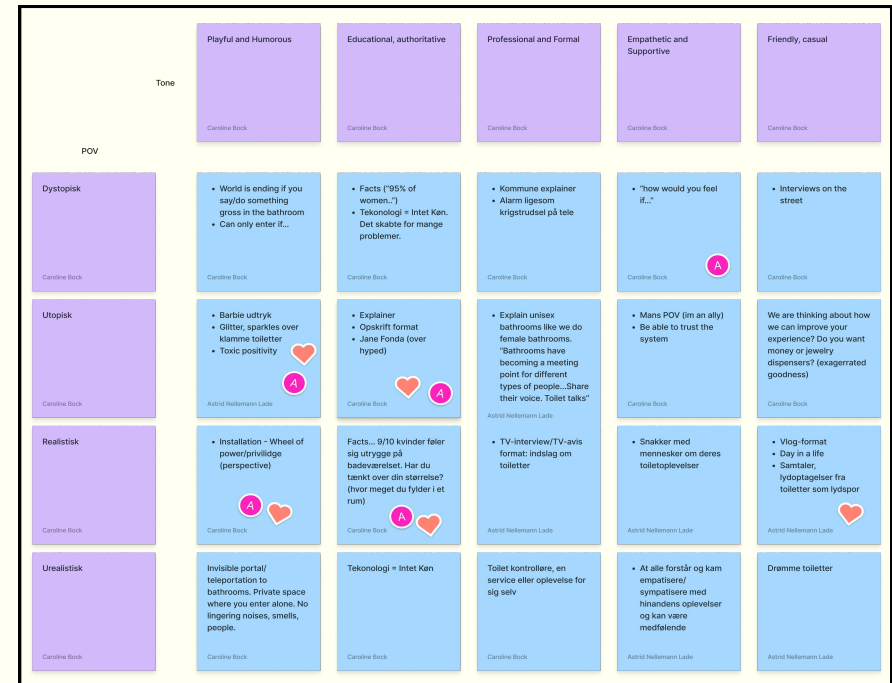 Tone
POV
Playful and Humorous
Caroline Bock
Educational, authoritative
Caroline Bock
Professional and Formal
Caroline Bock
Empathetic and
Supportive
Caroline Bock
Friendly, casual
Caroline Bock
Dystopisk
Caroline Bock
• World is ending if you
say/do something
gross in the bathroom
• Can only enter if...
Caroline Bock
• Facts ("95% of
women..")
• Tekonologi = Intet Køn.
Det skabte for mange
problemer.
Caroline Bock
• Kommune explainer
• Alarm ligesom
krigstrudsel på tele
Caroline Bock
• "how would you feel
if..."
A
Caroline Bock
• Interviews on the
street
Caroline Bock
Utopisk
Caroline Bock
• Barbie udtryk
• Glitter, sparkles over
klamme toiletter
• Toxic positivity
A
Astrid Nellemann Lade
• Explainer
• Opskrift format
• Jane Fonda (over
hyped)
A
Caroline Bock
• Explain unisex
bathrooms like we do
female bathrooms.
"Bathrooms have
becoming a meeting
point for different
types of people...Share
their voice. Toilet talks"
Astrid Nellemann Lade
• Mans POV (im an ally)
• Be able to trust the
system
Caroline Bock
We are thinking about how
we can improve your
experience? Do you want
money or jewelry
dispensers? (exagerrated
goodness)
Caroline Bock
Realistisk
Caroline Bock
• Installation - Wheel of
power/prividge
(perspective)
A
Caroline Bock
Facts... 9/10 kvinder føler
sig utrygge på
badeværelset. Har du
tænkt over din størrelse?
(hvor meget du fylder i et
rum)
A
Caroline Bock
• TV-interview/TV-avis
format: indslag om
toiletter
Astrid Nellemann Lade
• Snakker med
mennesker om deres
toiletoplevelser
Astrid Nellemann Lade
• Vlog-format
• Day in a life
• Samtaler,
lydoptagelser fra
toiletter som lydspor
Astrid Nellemann Lade
Urealistisk
Caroline Bock
Invisible portal/
teleportation to
bathrooms. Private space
where you enter alone. No
lingering noises, smells,
people.
Caroline Bock
Tekonologi = Intet Køn
Caroline Bock
Toilet kontrolløre, en
service eller oplevelse for
sig selv
Caroline Bock
• At alle forstår og kam
empatisere/
sympatisere med
hinandens oplevelser
og kan være
medfølende
Astrid Nellemann Lade
Drømme toiletter
Astrid Nellemann Lade